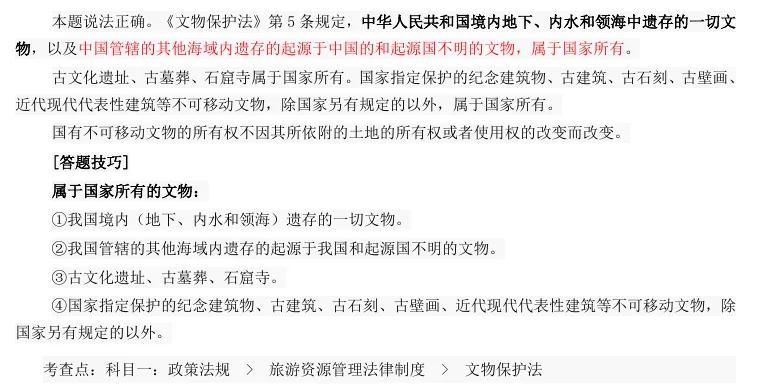 本题说法正确。《文物保护法》第 5 条规定，中华人民共和国境内地下、内水和领海中遗存的一切文
物，以及中国管辖的其他海域内遗存的起源于中国的和起源国不明的文物，属于国家所有。
古文化遗址、古墓葬、石窟寺属于国家所有。国家指定保护的纪念建筑物、古建筑、古石刻、古壁画、
近代现代代表性建筑等不可移动文物，除国家另有规定的以外，属于国家所有。
国有不可移动文物的所有权不因其所依附的土地的所有权或者使用权的改变而改变。
[答题技巧]
属于国家所有的文物：
①我国境内（地下、内水和领海）遗存的一切文物。
②我国管辖的其他海域内遗存的起源于我国和起源国不明的文物。
③古文化遗址、古墓葬、石窟寺。
④国家指定保护的纪念建筑物、古建筑、古石刻、古壁画、近代现代代表性建筑等不可移动文物，除
国家另有规定的以外。
考查点：科目一：政策法规 > 旅游资源管理法律制度 > 文物保护法